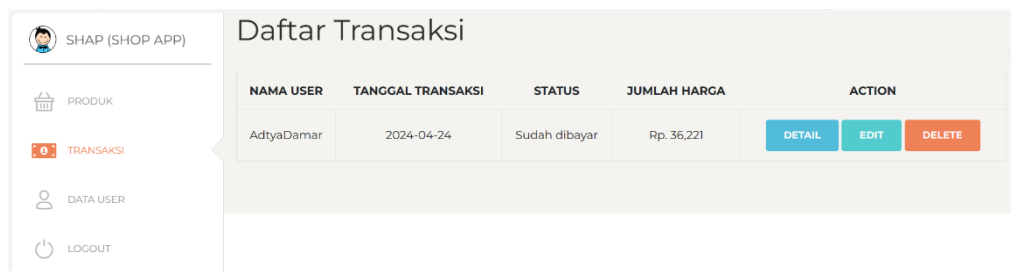 SHAP (SHOP APP)
PRODUK
TRANSAKSI
DATA USER
LOGOUT
Daftar Transaksi
NAMA USER TANGGAL TRANSAKSI STATUS JUMLAH HARGA ACTION
AdtyaDamar 2024-04-24 Sudah dibayar Rp. 36,221 DETAIL EDIT DELETE